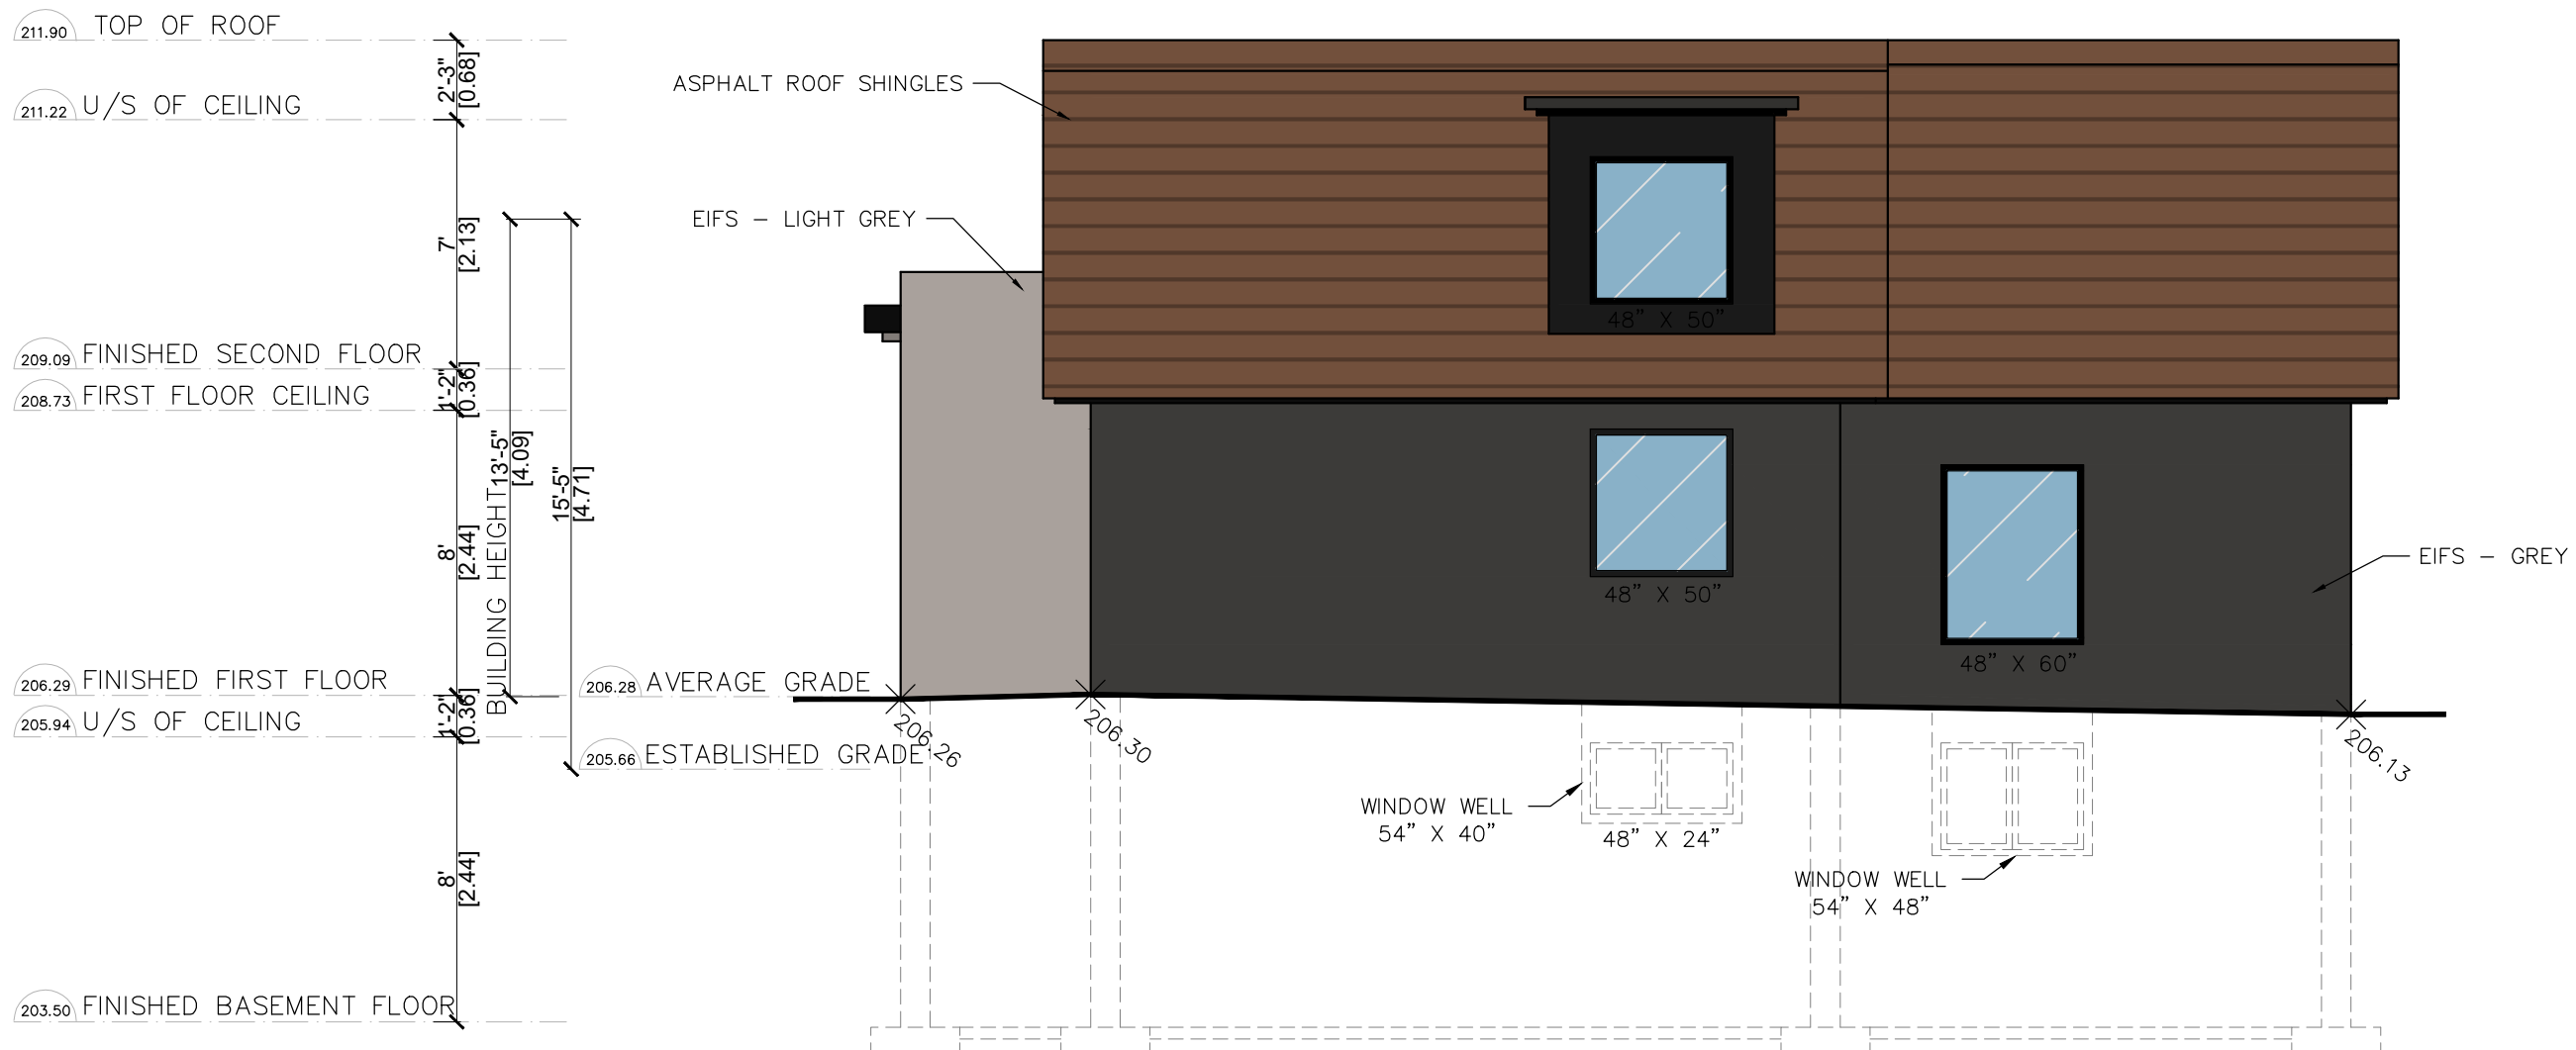 211.90 TOP OF ROOF
2'-3"
[0.68]
211.22 U/S OF CEILING
7'
[2.13]
209.09 FINISHED SECOND FLOOR
1'-2"
[0.36]
208.73 FIRST FLOOR CEILING
8'
[2.44]
206.29 FINISHED FIRST FLOOR
1'-2"
[0.36]
205.94 U/S OF CEILING
8'
[2.44]
203.50 FINISHED BASEMENT FLOOR
BUILDING HEIGHT 13'-5"
[4.09]
15'-5"
[4.71]
206.28 AVERAGE GRADE
205.66 ESTABLISHED GRADE
ASPHALT ROOF SHINGLES
EIFS - LIGHT GREY
48" X 50"
48" X 50"
48" X 60"
EIFS - GREY
206.26
206.30
206.13
WINDOW WELL
54" X 40"
48" X 24"
WINDOW WELL
54" X 48"